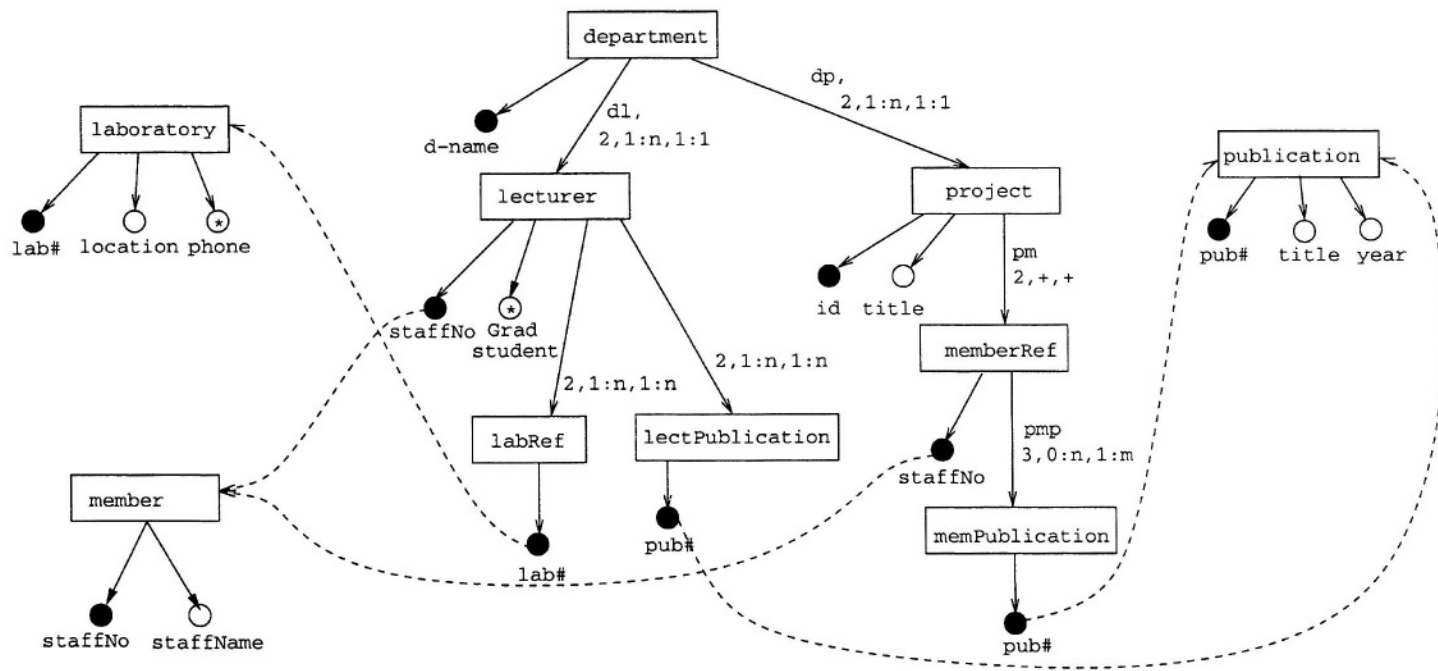 department
dp,
2,1:n,1:1
laboratory
dl,
2,1:n,1:1
d-name
publication
lecturer
project
lab#
location
phone
*
pub#
title
year
pm
2,+,+
id
title
staffNo
*
Grad
student
memberRef
2,1:n,1:n
2,1:n,1:n
labRef
lectPublication
pmp
3,0:n,1:m
staffNo
member
memPublication
pub#
lab#
staffNo
staffName
pub#